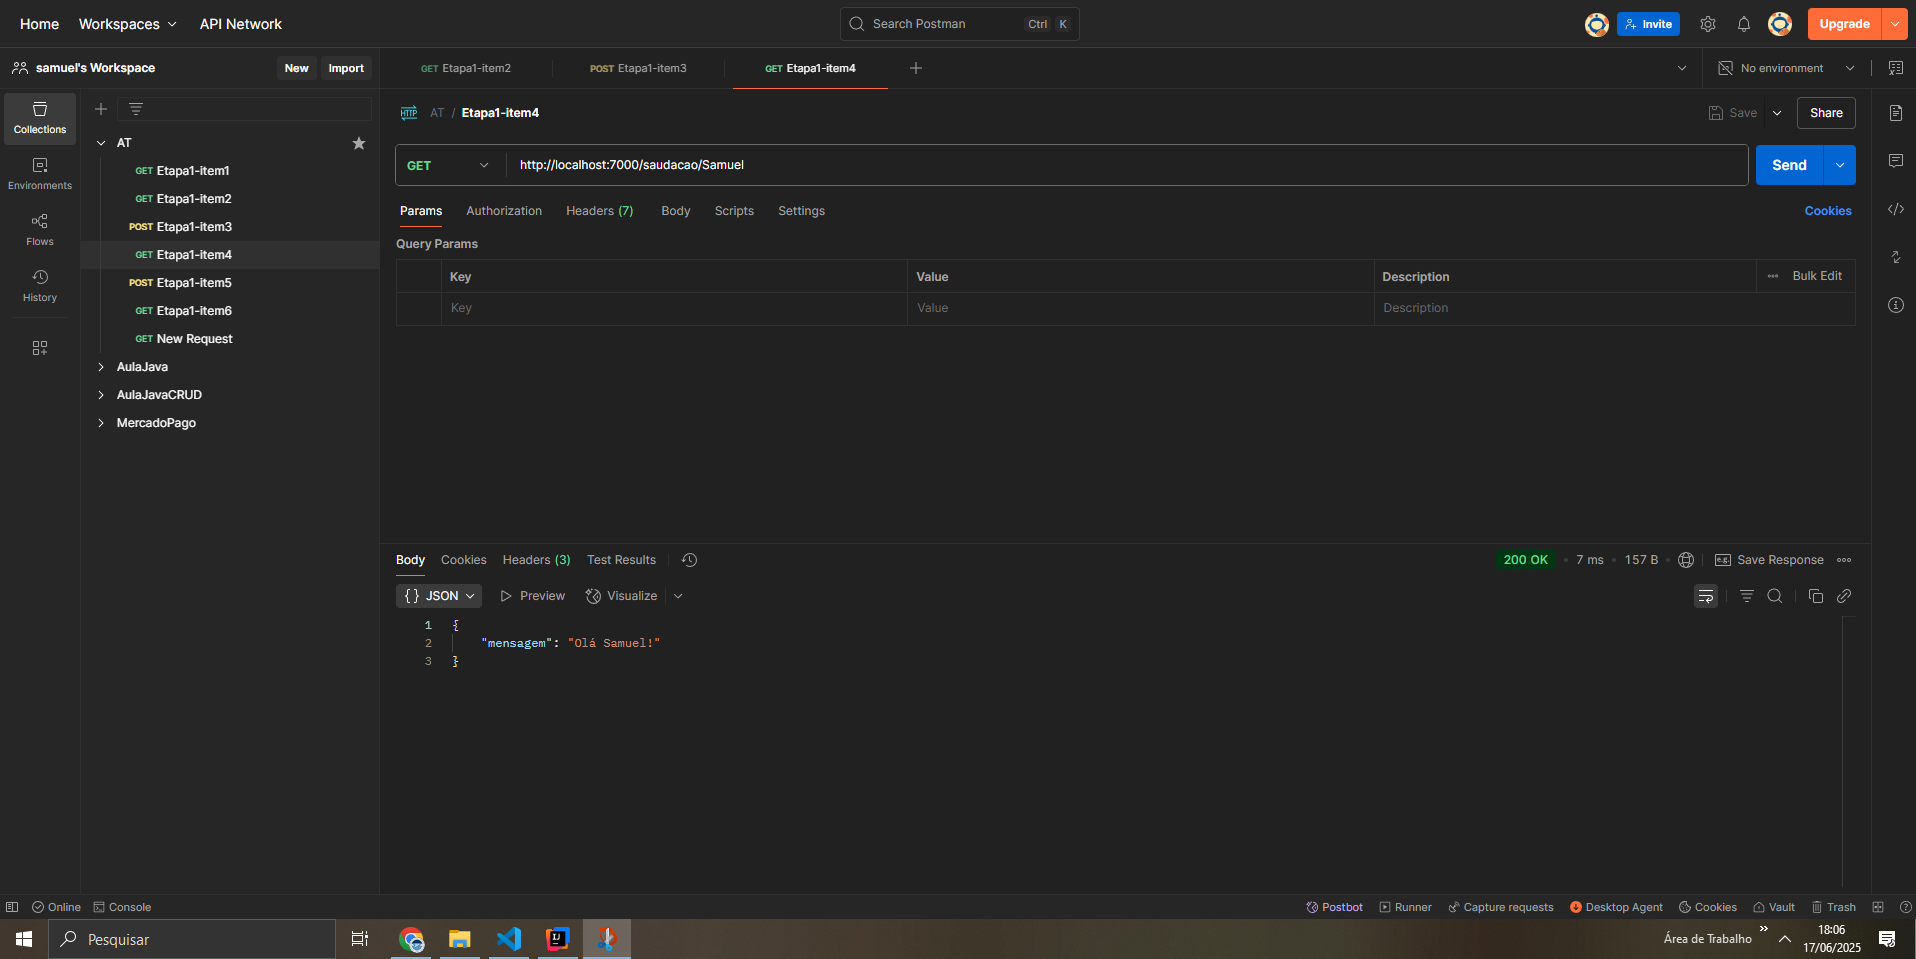 Home Workspaces API Network Search Postman Ctrl K Invite Upgrade
samuel's Workspace New Import GET Etapa1-item2 POST Etapa1-item3 GET Etapa1-item4 No environment
HTTP AT / Etapa1-item4 Save Share
Collections
Environments
Flows
History
AT
GET Etapa1-item1
GET Etapa1-item2
POST Etapa1-item3
GET Etapa1-item4
POST Etapa1-item5
GET Etapa1-item6
GET New Request
AulaJava
AulaJavaCRUD
MercadoPago
GET http://localhost:7000/saudacao/Samuel Send
Params Authorization Headers (7) Body Scripts Settings Cookies
Query Params
Key Value Description Bulk Edit
Key Value Description
Body Cookies Headers (3) Test Results 200 OK 7 ms 157 B e.g. Save Response
{} JSON Preview Visualize
1 {
2 "mensagem": "Olá Samuel!"
3 }
Online Console Postbot Runner Capture requests Desktop Agent Cookies Vault Trash
Pesquisar IJ Área de Trabalho 18:06
17/06/2025